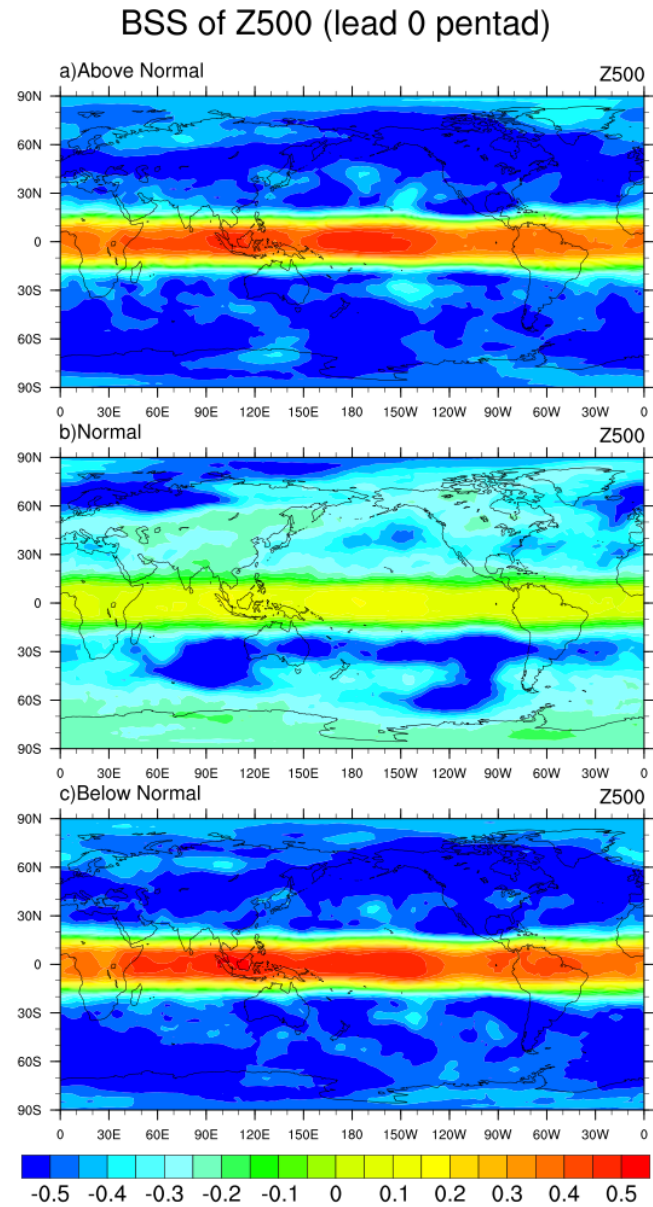 BSS of Z500 (lead 0 pentad)
a)Above Normal Z500
90N
60N
30N
0
30S
60S
90S
0 30E 60E 90E 120E 150E 180 150W 120W 90W 60W 30W 0
b)Normal Z500
90N
60N
30N
0
30S
60S
90S
0 30E 60E 90E 120E 150E 180 150W 120W 90W 60W 30W 0
c)Below Normal Z500
90N
60N
30N
0
30S
60S
90S
0 30E 60E 90E 120E 150E 180 150W 120W 90W 60W 30W 0
-0.5 -0.4 -0.3 -0.2 -0.1 0 0.1 0.2 0.3 0.4 0.5